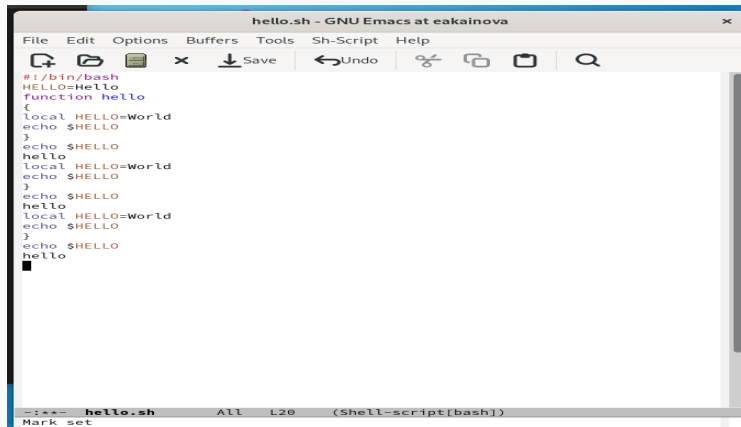 hello.sh - GNU Emacs at eakainova ×
File Edit Options Buffers Tools Sh-Script Help
Save Undo
#!/bin/bash
HELLO=Hello
function hello
{
local HELLO=World
echo $HELLO
}
echo $HELLO
hello
local HELLO=World
echo $HELLO
}
echo $HELLO
hello
local HELLO=World
echo $HELLO
}
echo $HELLO
hello
-:**- hello.sh All L20 (Shell-script[bash])
Mark set